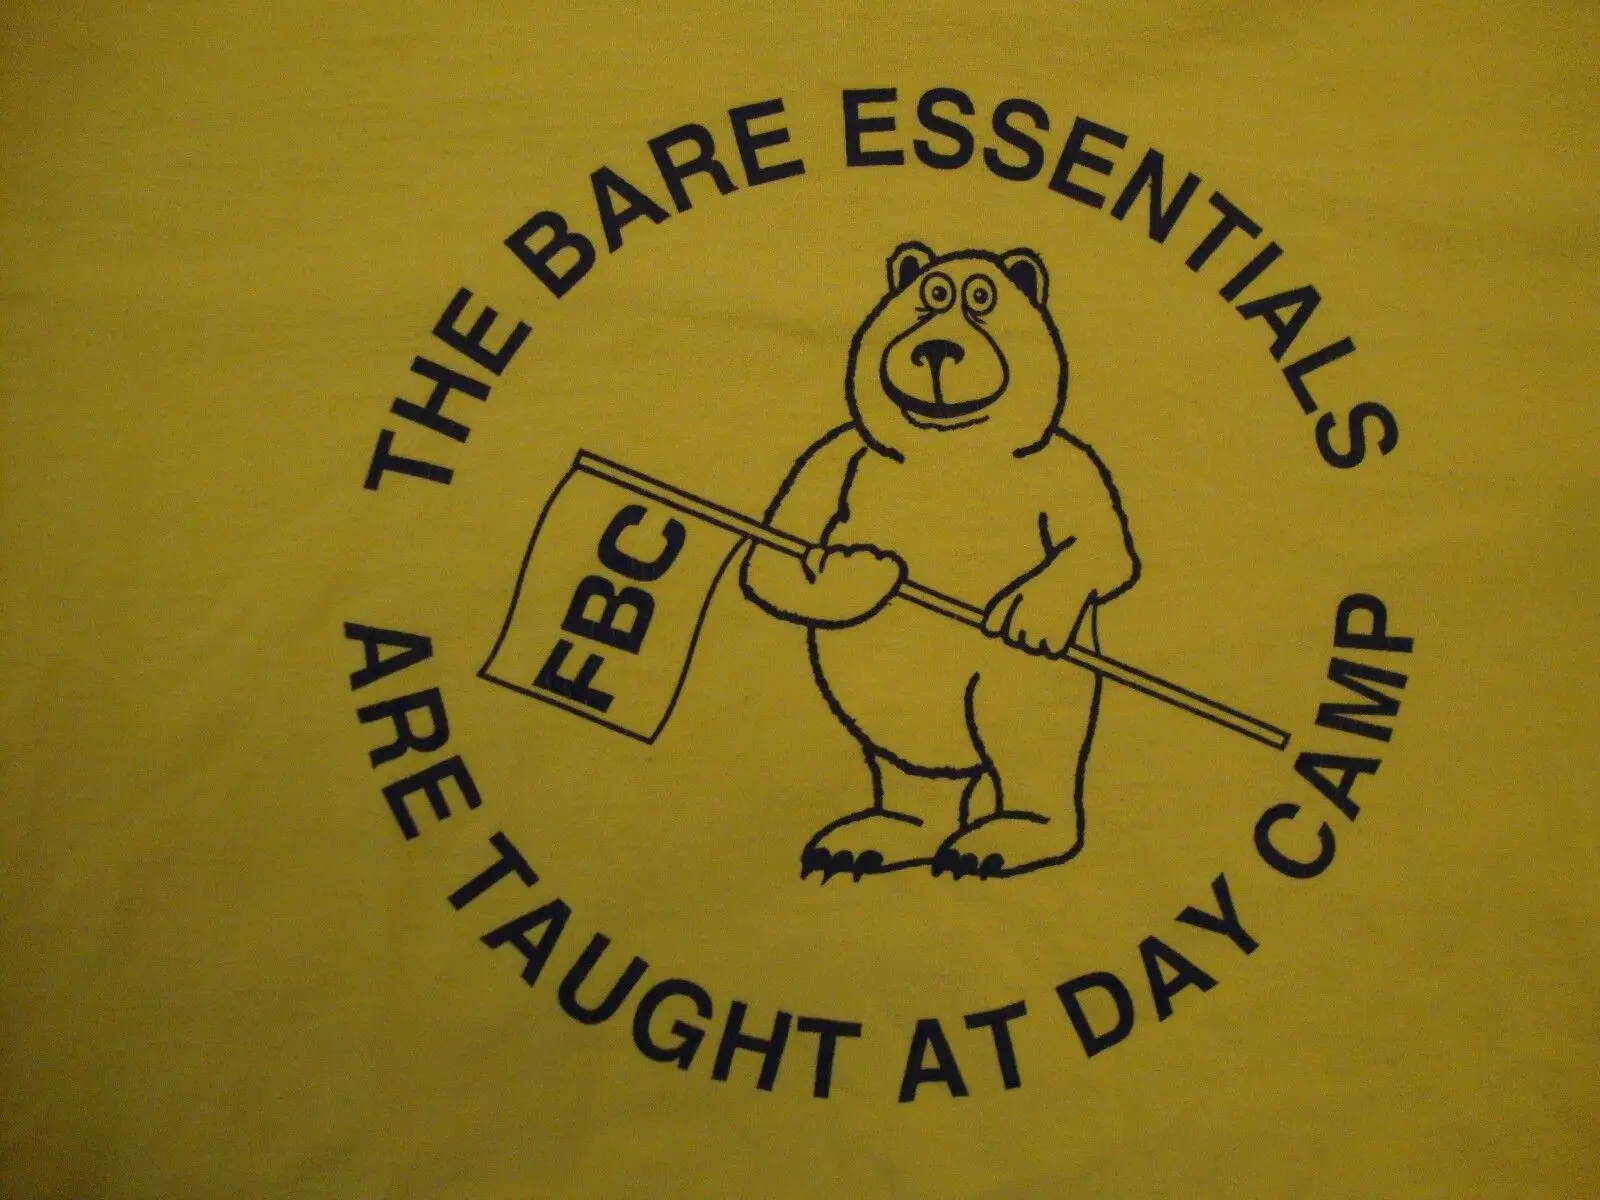 THE BARE ESSENTIALS
FBC
ARE TAUGHT AT DAY CAMP